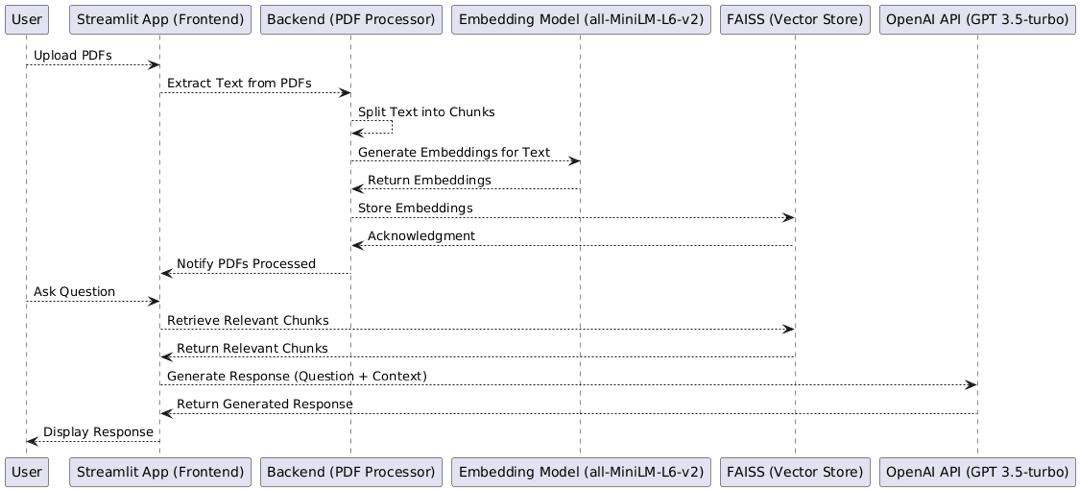 User
Streamlit App (Frontend)
Backend (PDF Processor)
Embedding Model (all-MiniLM-L6-v2)
FAISS (Vector Store)
OpenAI API (GPT 3.5-turbo)
Upload PDFs
Extract Text from PDFs
Split Text into Chunks
Generate Embeddings for Text
Return Embeddings
Store Embeddings
Acknowledgment
Notify PDFs Processed
Ask Question
Retrieve Relevant Chunks
Return Relevant Chunks
Generate Response (Question + Context)
Return Generated Response
Display Response
User
Streamlit App (Frontend)
Backend (PDF Processor)
Embedding Model (all-MiniLM-L6-v2)
FAISS (Vector Store)
OpenAI API (GPT 3.5-turbo)